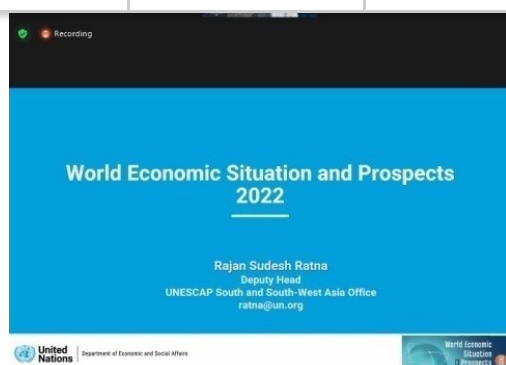 Recording
World Economic Situation and Prospects
2022
Rajan Sudesh Ratna
Deputy Head
UNESCAP South and South-West Asia Office
ratna@un.org
United
Nations
Department of Economic and Social Affairs
World Economic
Situation
Prospects